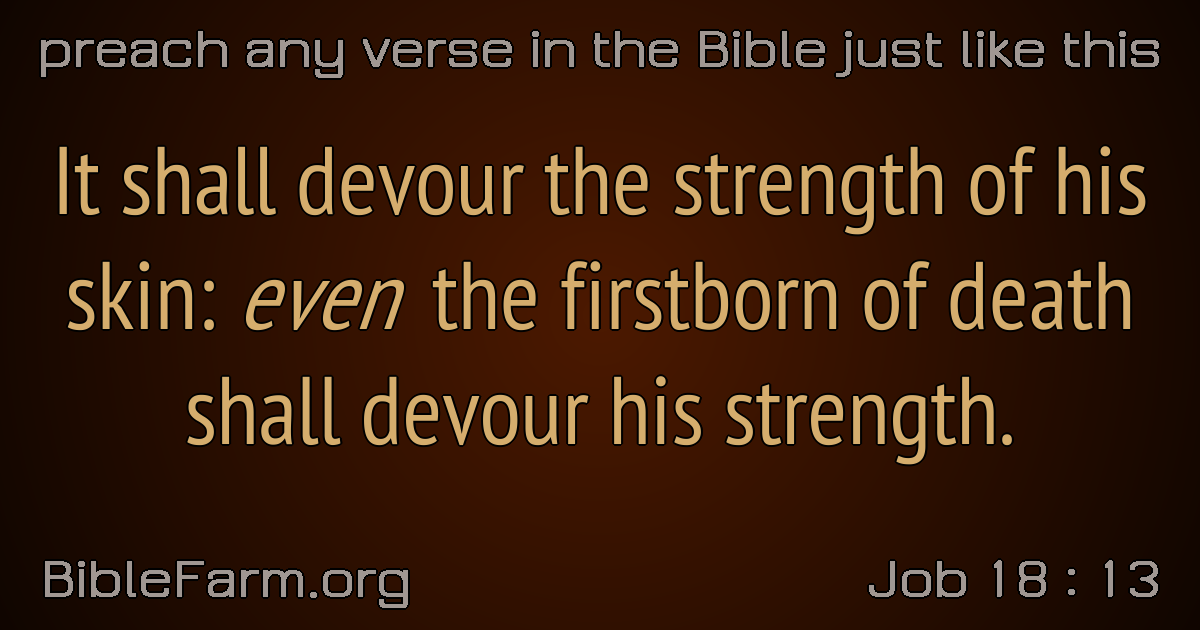 preach any verse in the Bible just like this
It shall devour the strength of his
skin: even the firstborn of death
shall devour his strength.
BibleFarm.org
Job 18 : 13